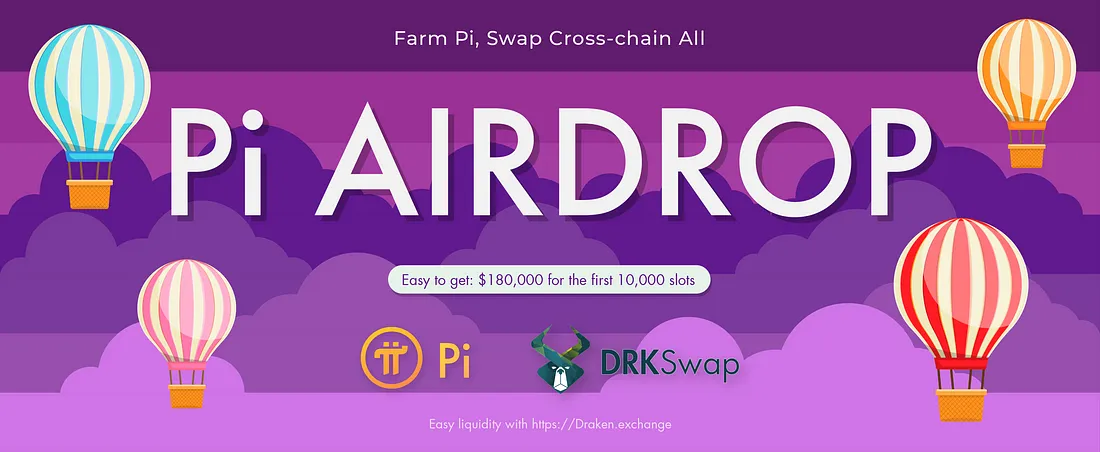 Farm Pi, Swap Cross-chain All
Pi AIRDROP
Easy to get: $180,000 for the first 10,000 slots
Pi DRKSwap
Easy liquidity with https://Draken.exchange